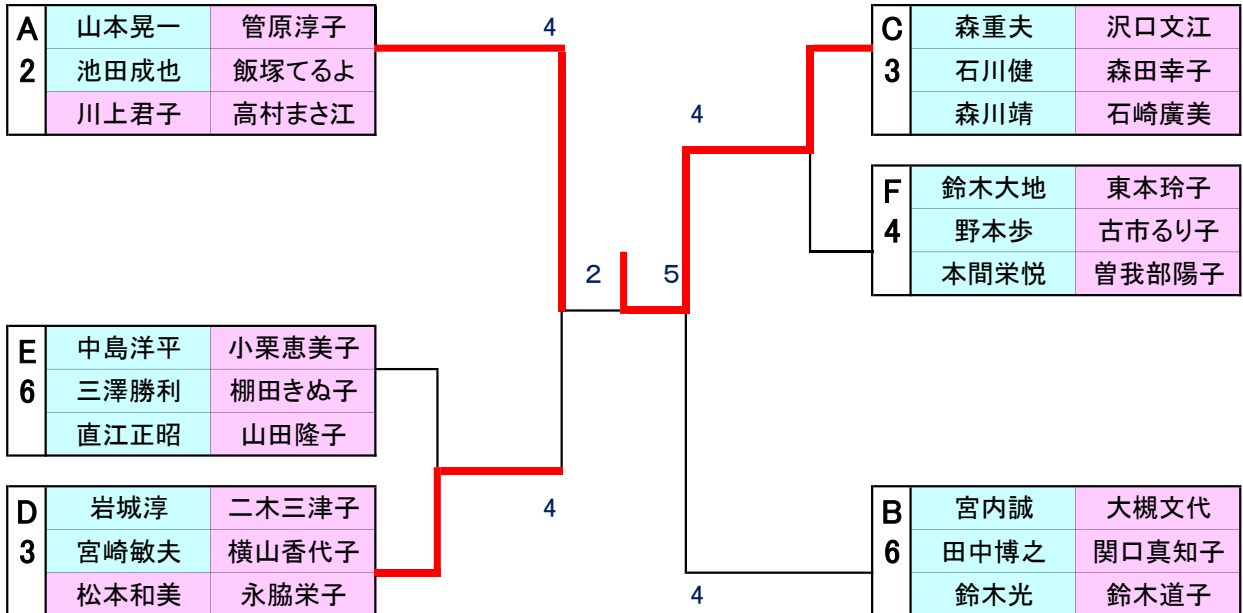 A 山本晃一 管原淳子
2 池田成也 飯塚てるよ
川上君子 高村まさ江
4
4
C 森重夫 沢口文江
3 石川健 森田幸子
森川靖 石崎廣美
F 鈴木大地 東本玲子
4 野本歩 古市るり子
本間栄悦 曽我部陽子
2 5
E 中島洋平 小栗恵美子
6 三澤勝利 棚田きぬ子
直江正昭 山田隆子
D 岩城淳 二木三津子
3 宮崎敏夫 横山香代子
松本和美 永脇栄子
4
4
B 宮内誠 大槻文代
6 田中博之 関口真知子
鈴木光 鈴木道子